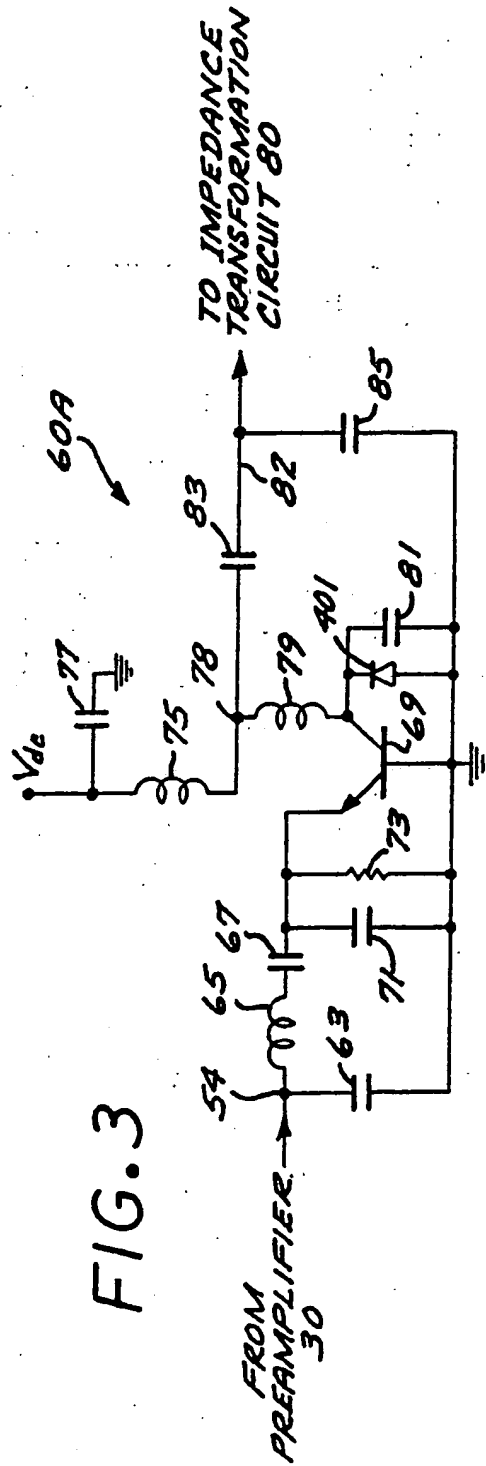 FIG. 3
60A
Vdc
77
75
78
83
82
TO IMPEDANCE
TRANSFORMATION
CIRCUIT 80
FROM
PREAMPLIFIER
30
54
65
67
63
71
73
69
79
401
81
85